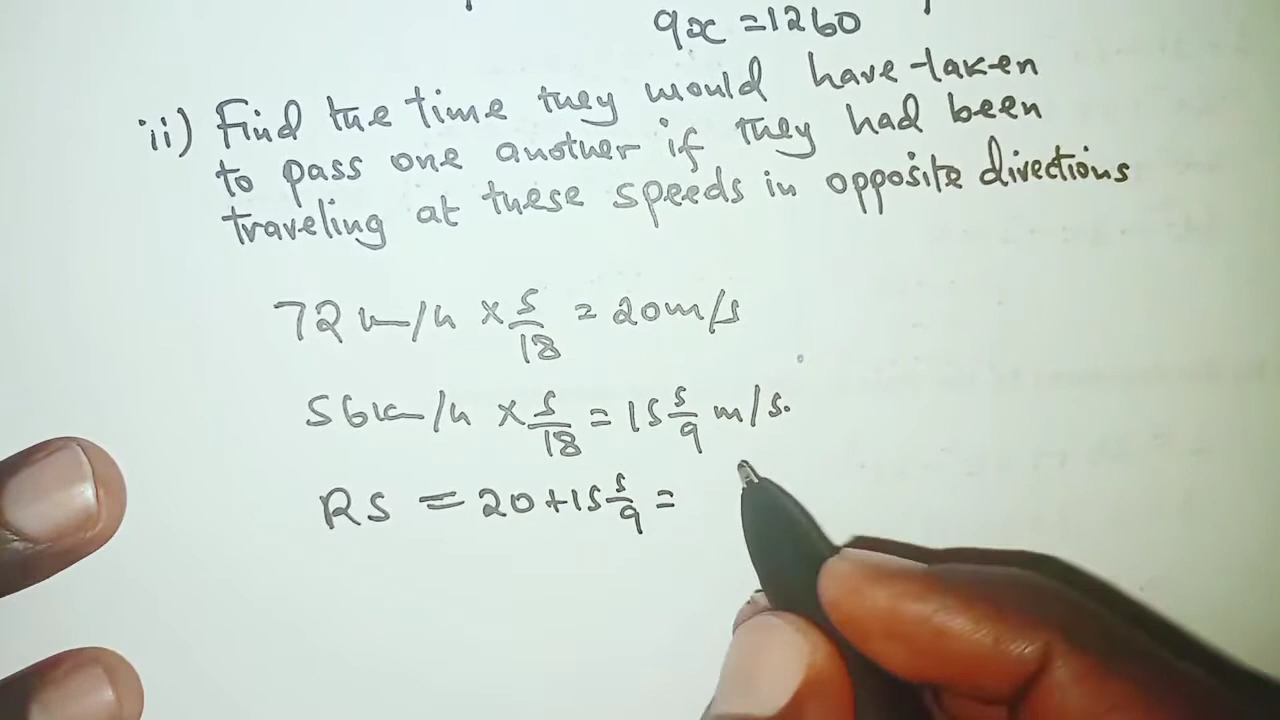 9x = 1260
ii) Find the time they would have taken
to pass one another if they had been
traveling at these speeds in opposite directions
72 km/h × 5/18 = 20 m/s
56 km/h × 5/18 = 15 5/9 m/s.
RS = 20 + 15 5/9 =